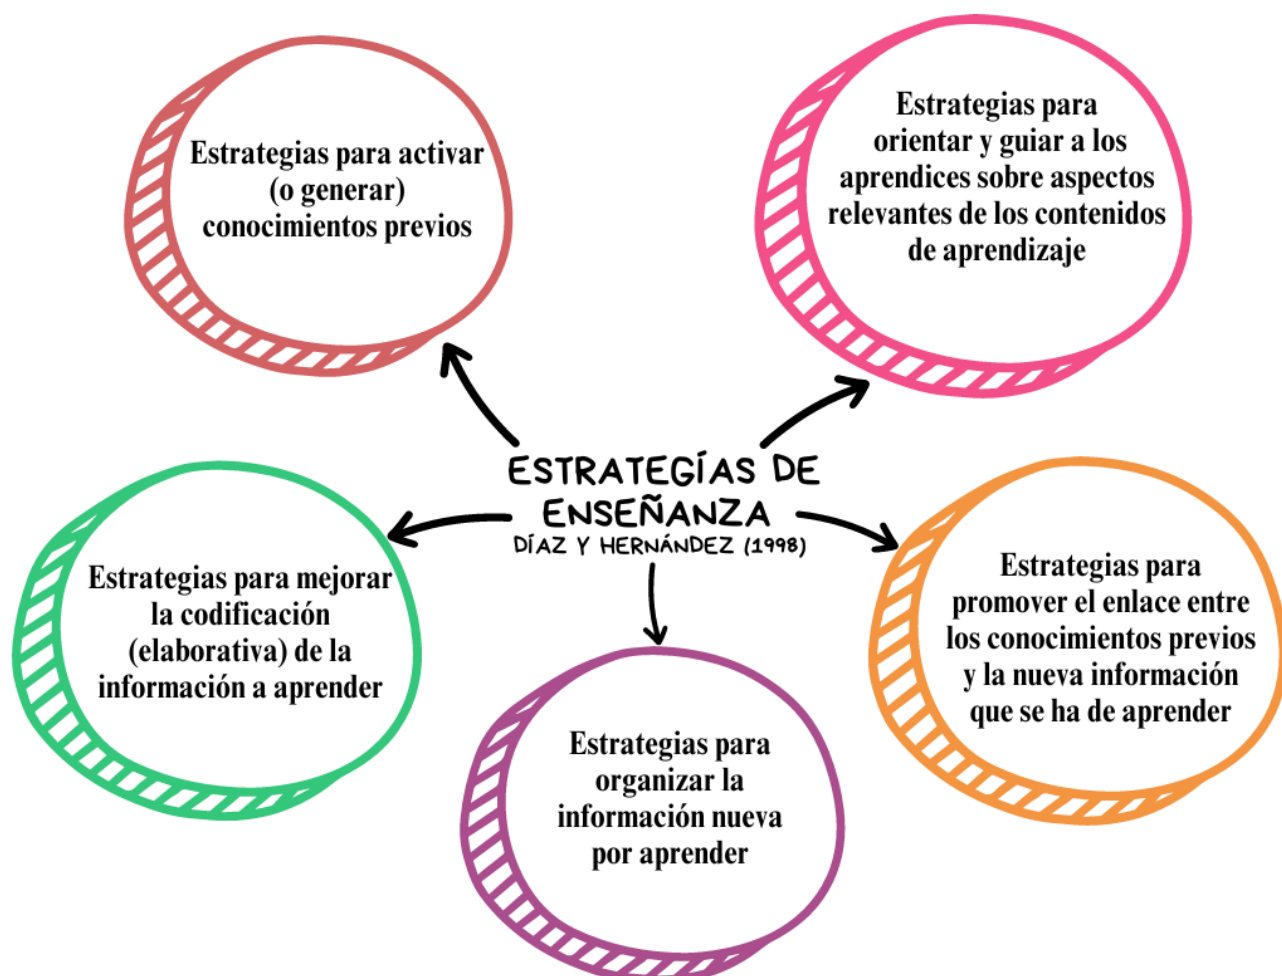 Estrategias para activar
(o generar)
conocimientos previos
Estrategias para
orientar y guiar a los
aprendices sobre aspectos
relevantes de los contenidos
de aprendizaje
ESTRATEGÍAS DE
ENSEÑANZA
DÍAZ Y HERNÁNDEZ (1998)
Estrategias para mejorar
la codificación
(elaborativa) de la
información a aprender
Estrategias para
promover el enlace entre
los conocimientos previos
y la nueva información
que se ha de aprender
Estrategias para
organizar la
información nueva
por aprender